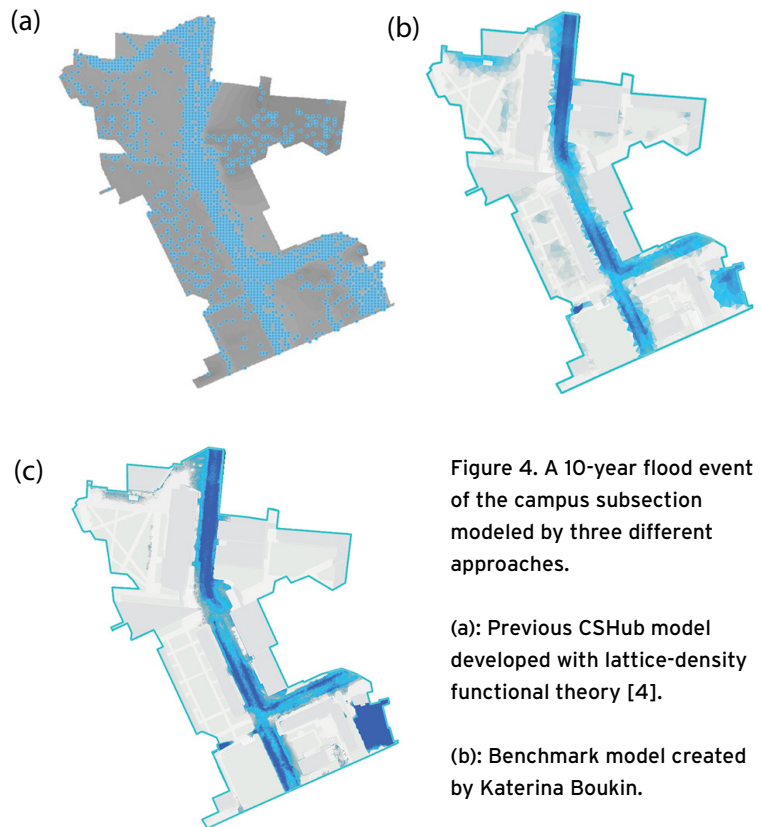 (a)
(b)
(c)
Figure 4. A 10-year flood event
of the campus subsection
modeled by three different
approaches.
(a): Previous CSHub model
developed with lattice-density
functional theory [4].
(b): Benchmark model created
by Katerina Boukin.